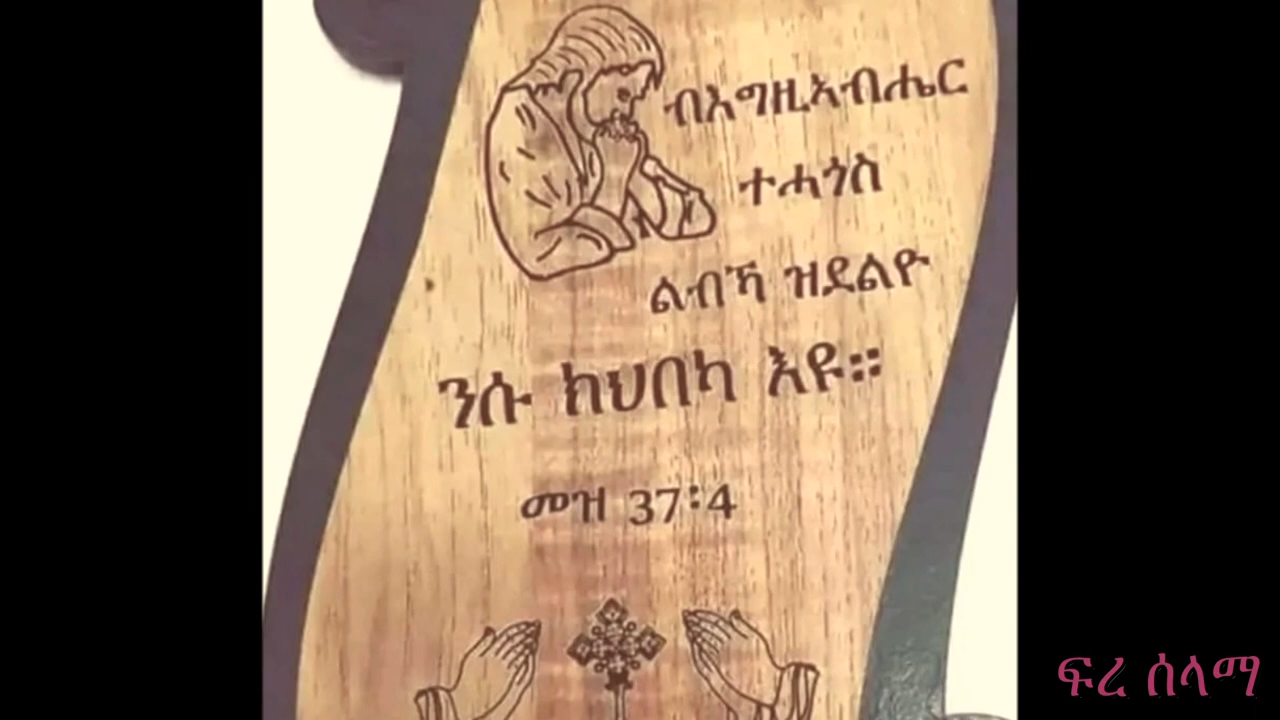 ብእግዚኣብሔር
ተሓጎስ
ልብኻ ዝደልዮ
ንሱ ክህበካ እዩ።።
መዝ 37፡4
ፍረ ሰላማ